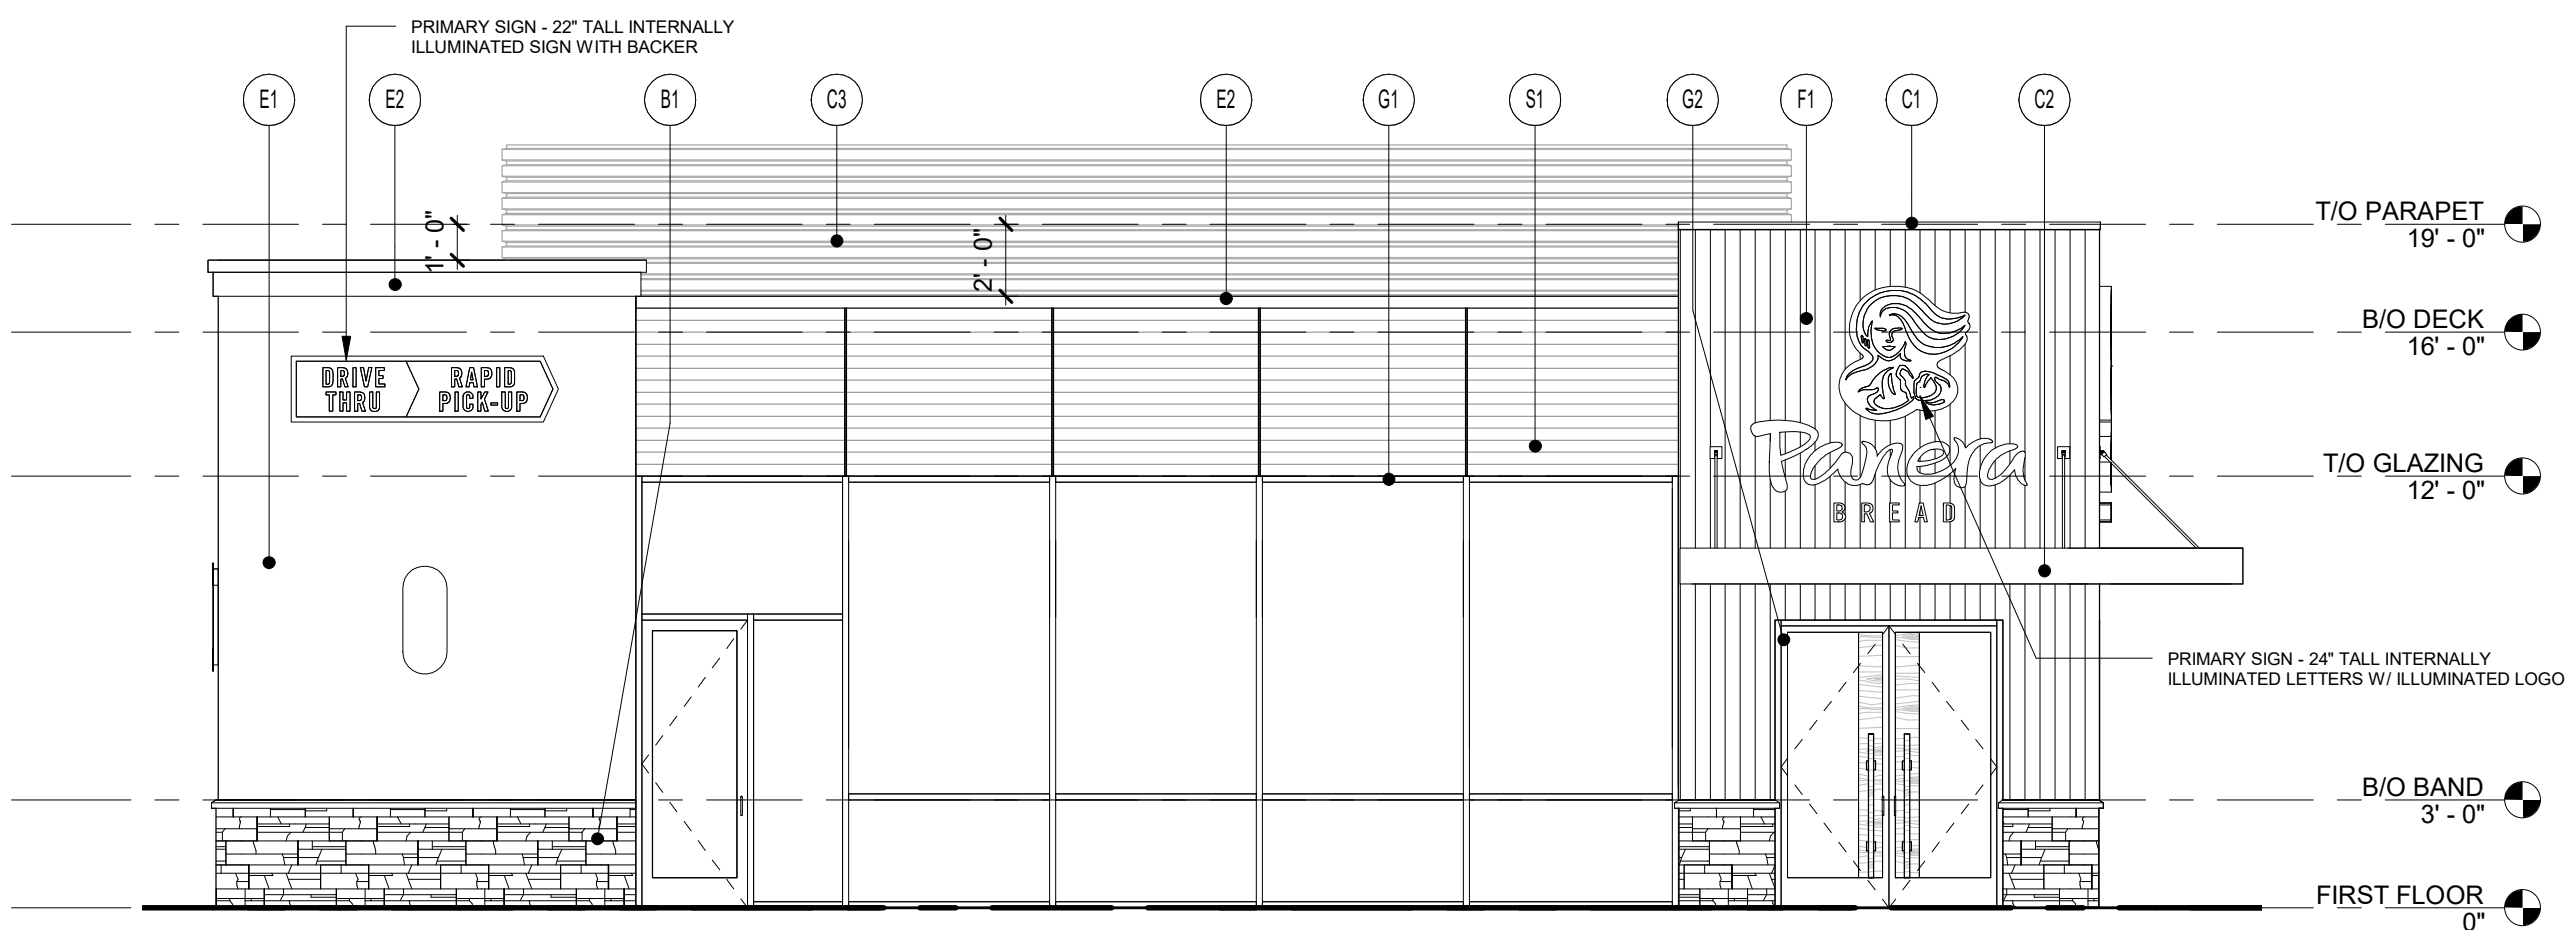 PRIMARY SIGN - 22" TALL INTERNALLY
ILLUMINATED SIGN WITH BACKER
E1
E2
B1
C3
E2
G1
S1
G2
F1
C1
C2
1' - 0"
2' - 0"
T/O PARAPET
19' - 0"
B/O DECK
16' - 0"
DRIVE
THRU
RAPID
PICK-UP
Panera
BREAD
T/O GLAZING
12' - 0"
PRIMARY SIGN - 24" TALL INTERNALLY
ILLUMINATED LETTERS W/ ILLUMINATED LOGO
B/O BAND
3' - 0"
FIRST FLOOR
0"